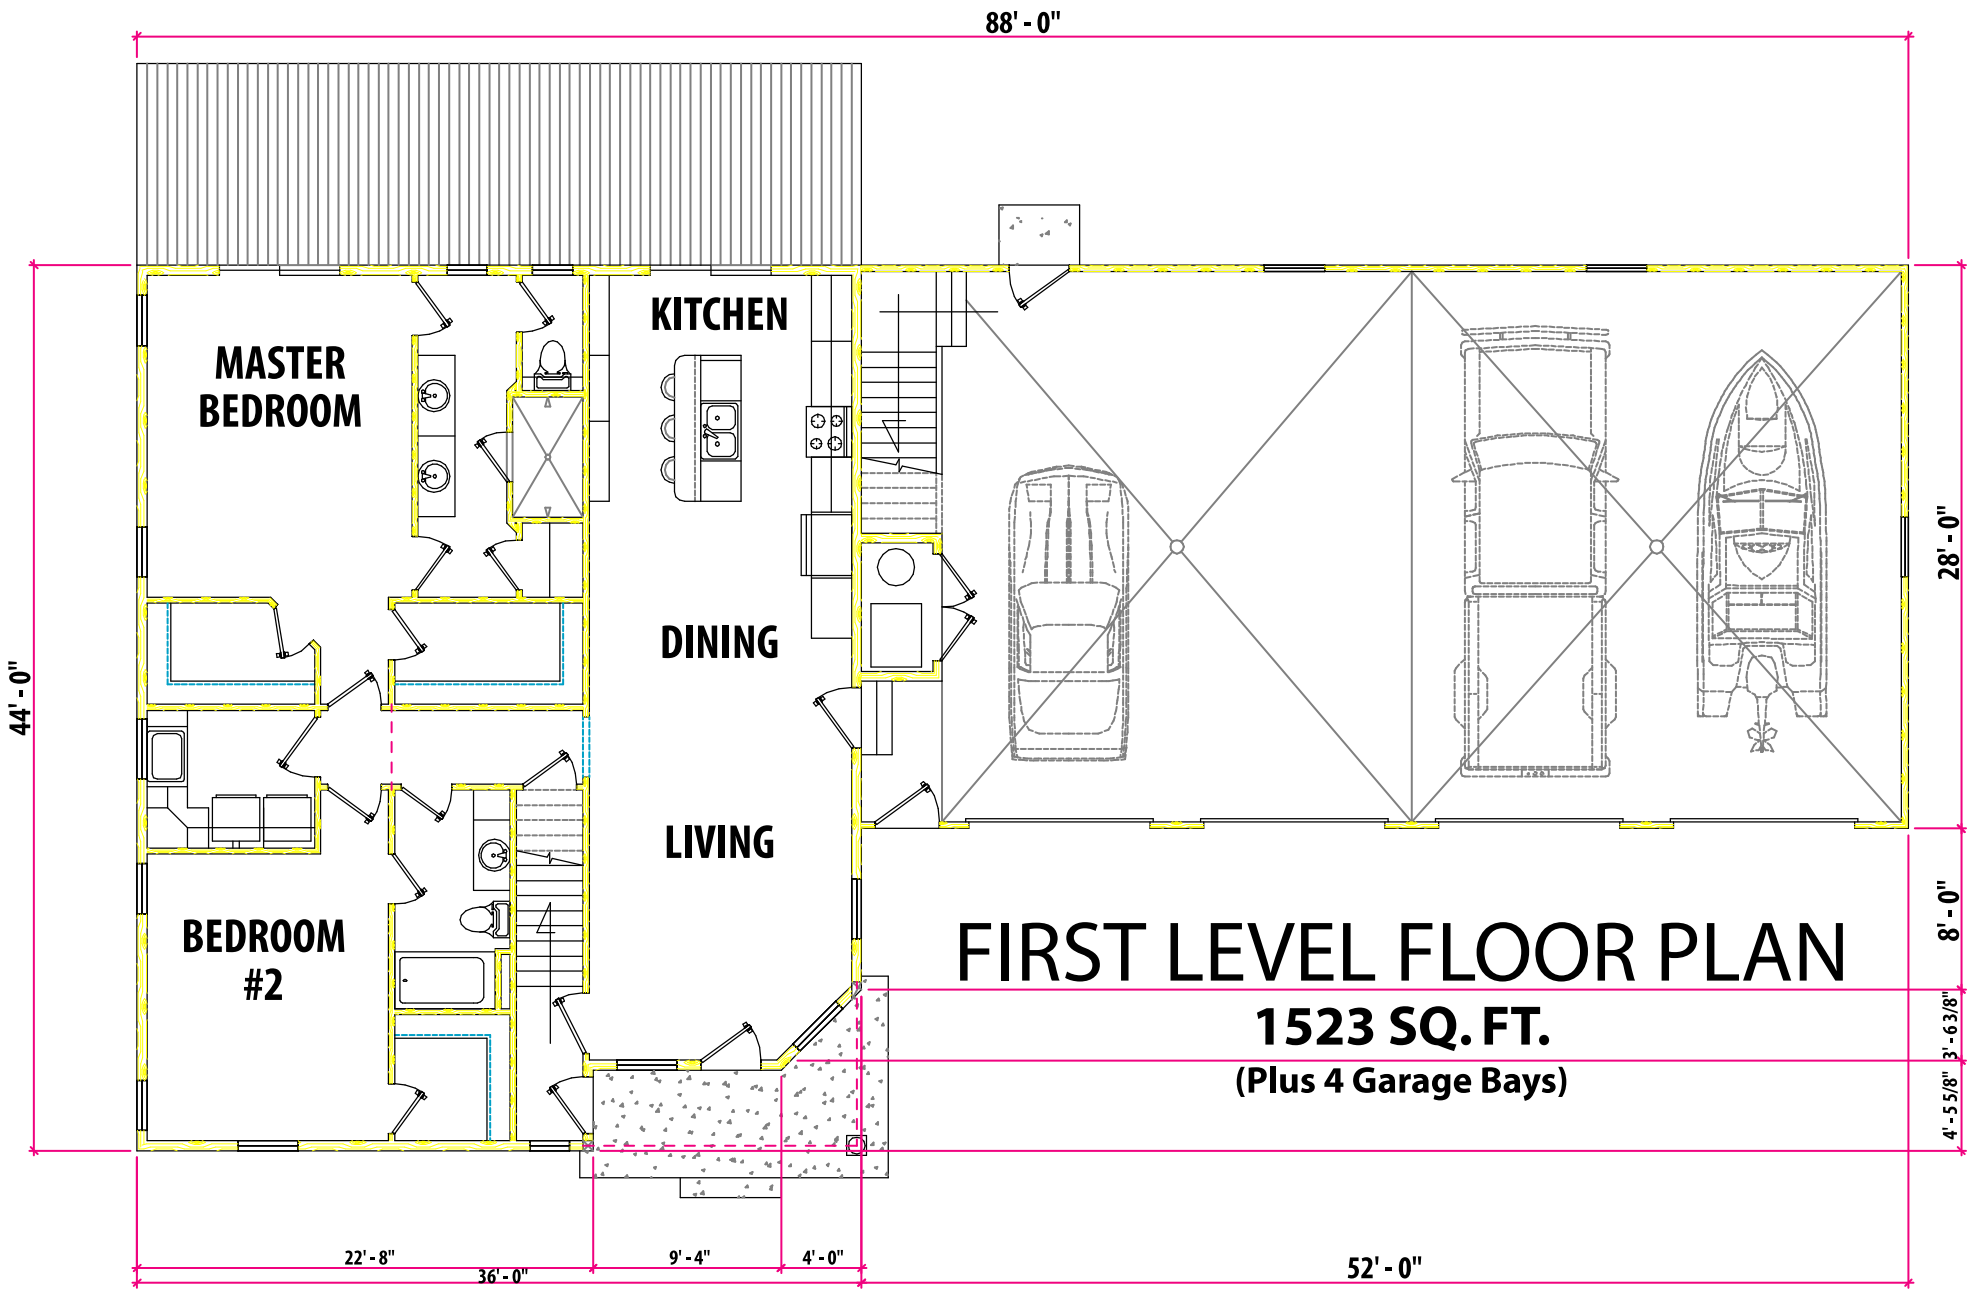 88' - 0"
KITCHEN
MASTER
BEDROOM
28' - 0"
DINING
44' - 0"
LIVING
BEDROOM
#2
8' - 0"
FIRST LEVEL FLOOR PLAN
1523 SQ. FT.
(Plus 4 Garage Bays)
3' - 6 3/8"
4' - 5 5/8"
22' - 8"
9' - 4"
4' - 0"
36' - 0"
52' - 0"